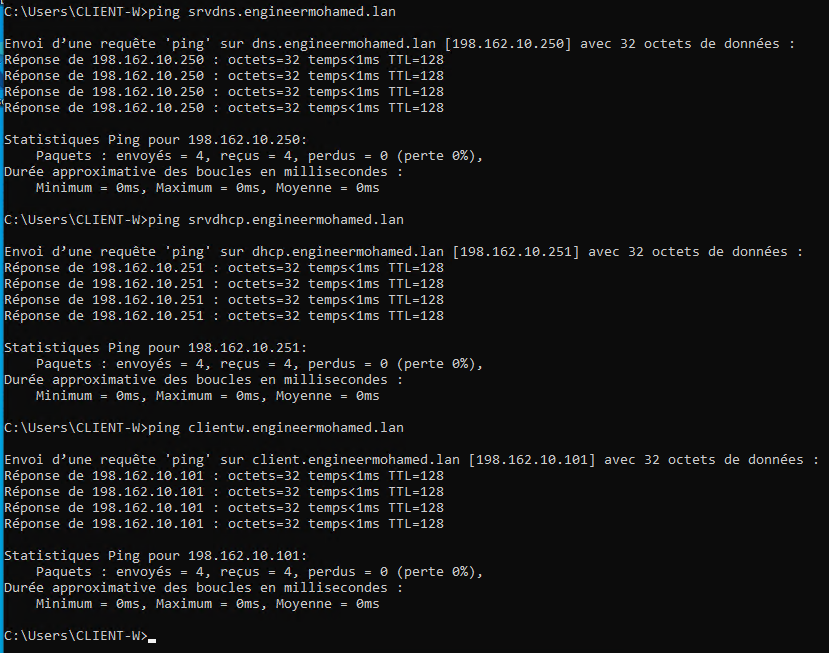 C:\Users\CLIENT-W>ping srvdns.engineermohamed.lan
Envoi d’une requête 'ping' sur dns.engineermohamed.lan [198.162.10.250] avec 32 octets de données :
Réponse de 198.162.10.250 : octets=32 temps<1ms TTL=128
Réponse de 198.162.10.250 : octets=32 temps<1ms TTL=128
Réponse de 198.162.10.250 : octets=32 temps<1ms TTL=128
Réponse de 198.162.10.250 : octets=32 temps<1ms TTL=128
Statistiques Ping pour 198.162.10.250:
Paquets : envoyés = 4, reçus = 4, perdus = 0 (perte 0%),
Durée approximative des boucles en millisecondes :
Minimum = 0ms, Maximum = 0ms, Moyenne = 0ms
C:\Users\CLIENT-W>ping srvdhcp.engineermohamed.lan
Envoi d’une requête 'ping' sur dhcp.engineermohamed.lan [198.162.10.251] avec 32 octets de données :
Réponse de 198.162.10.251 : octets=32 temps<1ms TTL=128
Réponse de 198.162.10.251 : octets=32 temps<1ms TTL=128
Réponse de 198.162.10.251 : octets=32 temps<1ms TTL=128
Réponse de 198.162.10.251 : octets=32 temps<1ms TTL=128
Statistiques Ping pour 198.162.10.251:
Paquets : envoyés = 4, reçus = 4, perdus = 0 (perte 0%),
Durée approximative des boucles en millisecondes :
Minimum = 0ms, Maximum = 0ms, Moyenne = 0ms
C:\Users\CLIENT-W>ping clientw.engineermohamed.lan
Envoi d’une requête 'ping' sur client.engineermohamed.lan [198.162.10.101] avec 32 octets de données :
Réponse de 198.162.10.101 : octets=32 temps<1ms TTL=128
Réponse de 198.162.10.101 : octets=32 temps<1ms TTL=128
Réponse de 198.162.10.101 : octets=32 temps<1ms TTL=128
Réponse de 198.162.10.101 : octets=32 temps<1ms TTL=128
Statistiques Ping pour 198.162.10.101:
Paquets : envoyés = 4, reçus = 4, perdus = 0 (perte 0%),
Durée approximative des boucles en millisecondes :
Minimum = 0ms, Maximum = 0ms, Moyenne = 0ms
C:\Users\CLIENT-W>